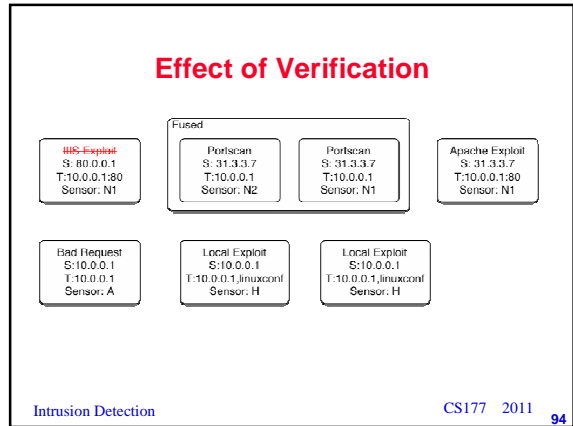 Effect of Verification
Fused
IIS Exploit
S: 80.0.0.1
T:10.0.0.1:80
Sensor: N1
Portscan
S: 31.3.3.7
T:10.0.0.1
Sensor: N2
Portscan
S: 31.3.3.7
T:10.0.0.1
Sensor: N1
Apache Exploit
S: 31.3.3.7
T:10.0.0.1:80
Sensor: N1
Bad Request
S:10.0.0.1
T:10.0.0.1
Sensor: A
Local Exploit
S:10.0.0.1
T:10.0.0.1,linuxconf
Sensor: H
Local Exploit
S:10.0.0.1
T:10.0.0.1,linuxconf
Sensor: H
Intrusion Detection
CS177 2011
94